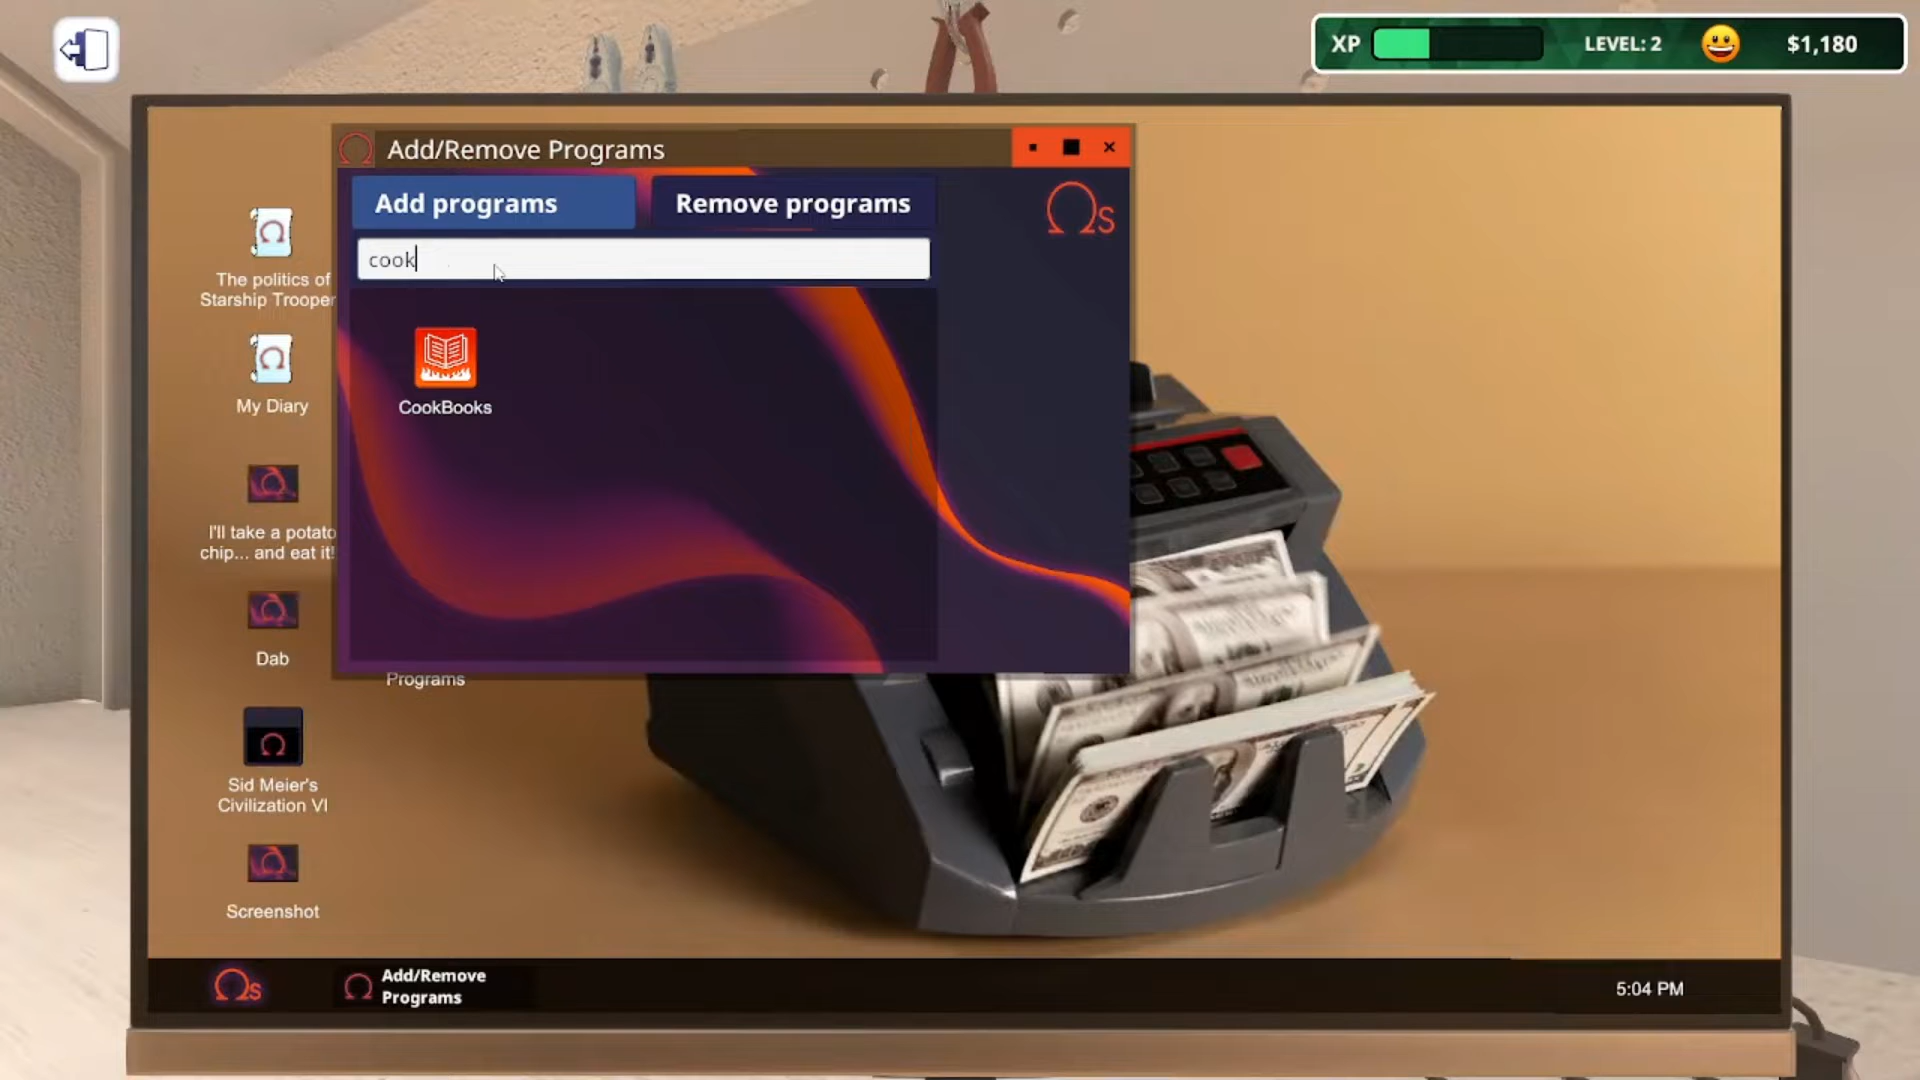 XP
LEVEL: 2
$1,180
Add/Remove Programs
Add programs
Remove programs
Ωs
cook
CookBooks
The politics of
Starship Trooper
My Diary
I'll take a potato
chip... and eat it!
Dab
Programs
Sid Meier's
Civilization VI
Screenshot
Ωs
Add/Remove
Programs
5:04 PM